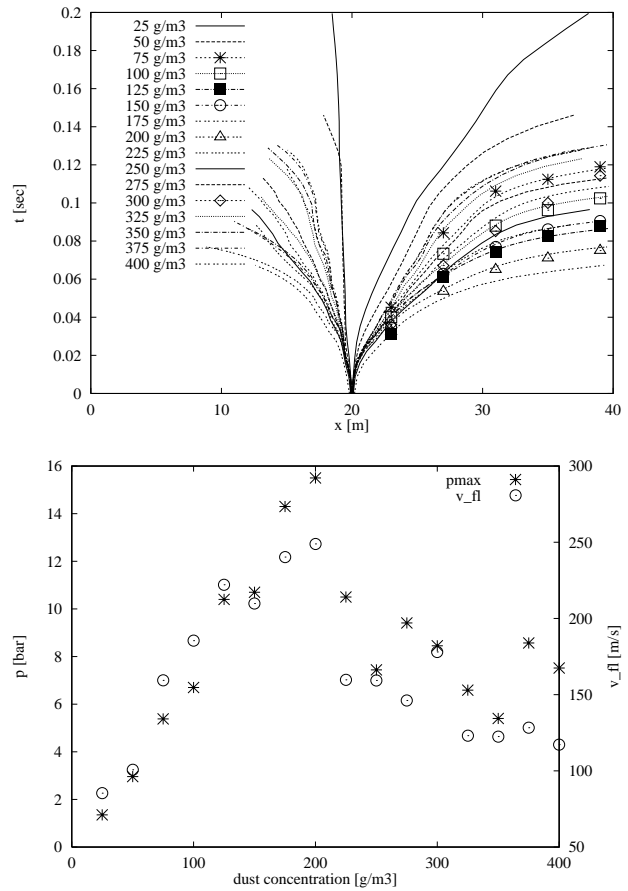 0.2
0.18
0.16
0.14
0.12
0.1
0.08
0.06
0.04
0.02
0
t [sec]
25 g/m3
50 g/m3
75 g/m3
100 g/m3
125 g/m3
150 g/m3
175 g/m3
200 g/m3
225 g/m3
250 g/m3
275 g/m3
300 g/m3
325 g/m3
350 g/m3
375 g/m3
400 g/m3
0 10 20 30 40
x [m]
16
14
12
10
8
6
4
2
0
p [bar]
pmax
v_fl
300
250
200
150
100
50
v_fl [m/s]
0 100 200 300 400
dust concentration [g/m3]